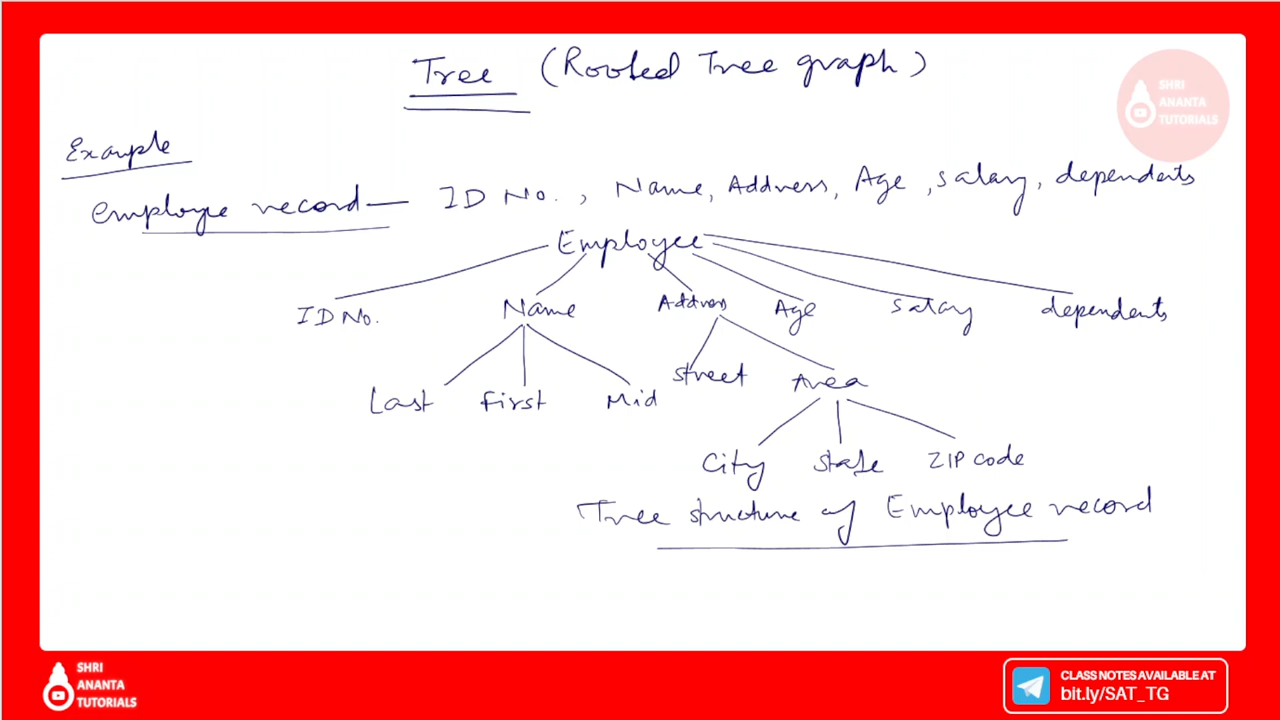 Tree (Rooted Tree graph)
SHRI
ANANTA
TUTORIALS
Example
Employee record — ID No., Name, Address, Age, Salary, dependents
Employee
ID No. Name Address Age Salary dependents
Last First Mid street Area
City state ZIP code
Tree structure of Employee record
SHRI
ANANTA
TUTORIALS
CLASS NOTES AVAILABLE AT
bit.ly/SAT_TG